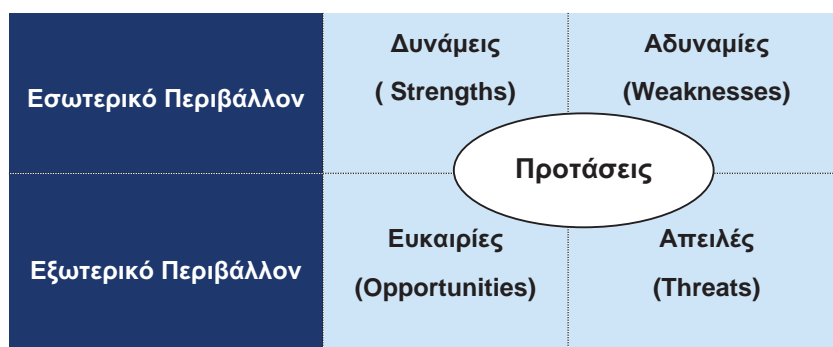 Εσωτερικό Περιβάλλον
Δυνάμεις
( Strengths)
Αδυναμίες
(Weaknesses)
Προτάσεις
Εξωτερικό Περιβάλλον
Ευκαιρίες
(Opportunities)
Απειλές
(Threats)